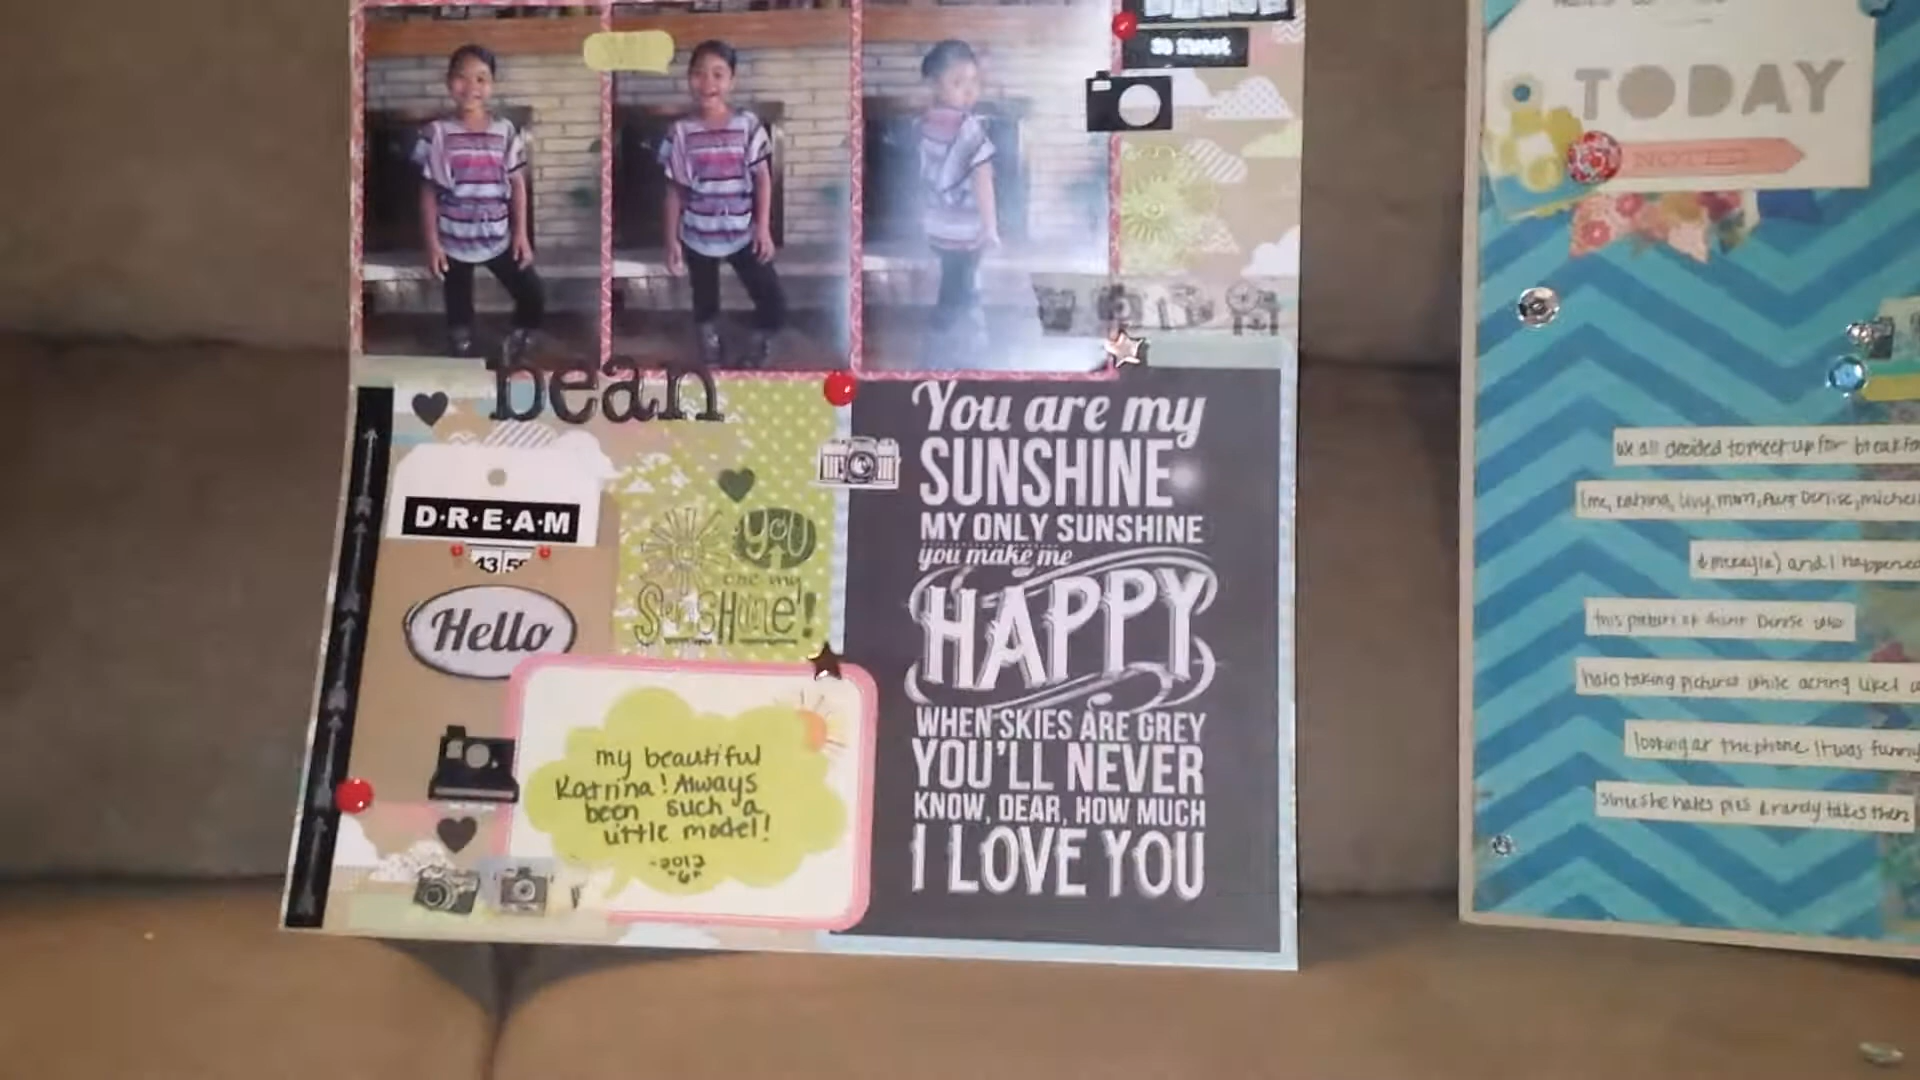 so sweet
bean
D·R·E·A·M
Hello
you
are my
Sunshine!
my beautiful
Katrina! Always
been such a
little model!
-2012
You are my
SUNSHINE
MY ONLY SUNSHINE
you make me
HAPPY
WHEN SKIES ARE GREY
YOU'LL NEVER
KNOW, DEAR, HOW MUCH
I LOVE YOU
TODAY
NOTED
We all decided to meet up for
(me, Katrina, Livy, mom, Aunt Denise,
and I happened
this picture of Aunt Denise who
hates taking pictures while acting like
looking at the phone. It was funny
since she hates pics & rarely takes them